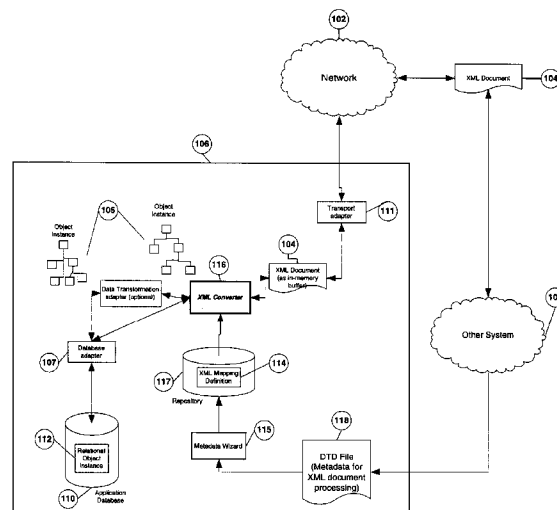 102
Network
XML Document
104
106
Transport
adapter
111
105
Object
Instance
Object
Instance
104
XML Document
(as in-memory
buffer)
116
XML Converter
Data Transformation
adapter (optional)
Database
adapter
107
Other System
114
XML Mapping
Definition
117
Repository
118
115
Metadata Wizard
DTD File
(Metadata for
XML document
processing)
112
Relational
Object
Instance
110
Application
Database